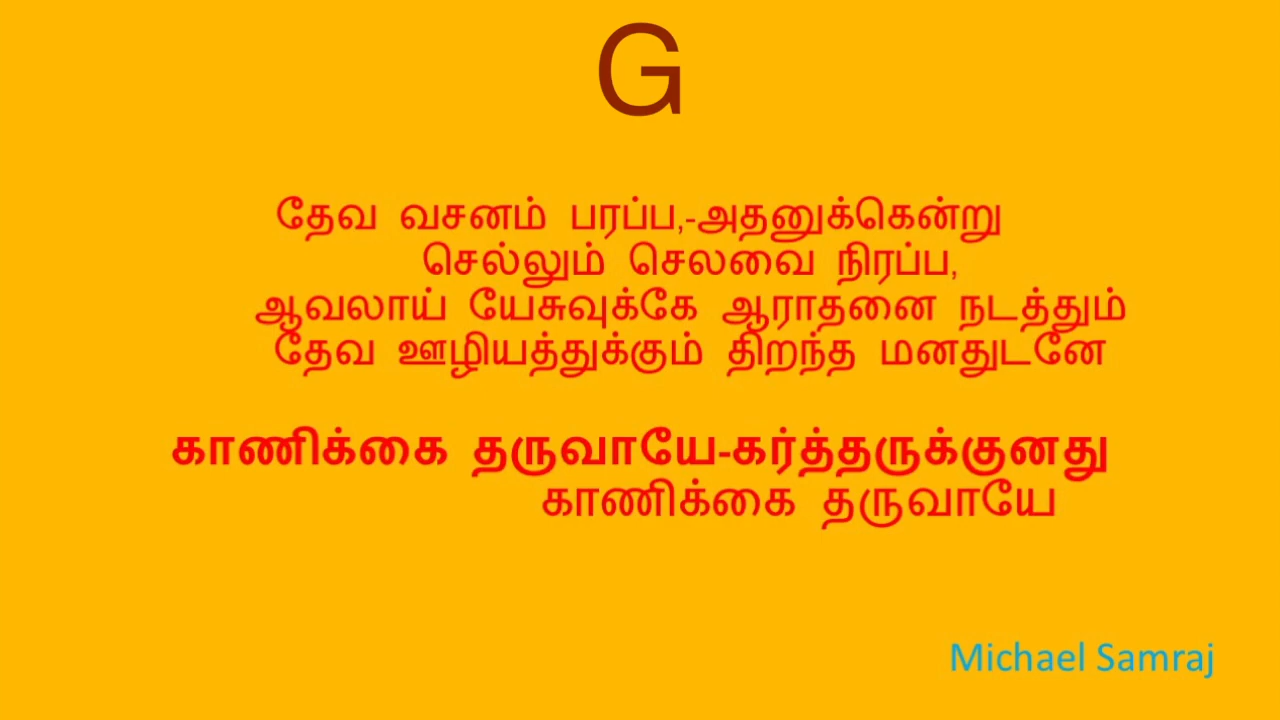 G
தேவ வசனம் பரப்ப,-அதனுக்கென்று
செல்லும் செலவை நிரப்ப,
ஆவலாய் யேசுவுக்கே ஆராதனை நடத்தும்
தேவ ஊழியத்துக்கும் திறந்த மனதுடனே
காணிக்கை தருவாயே-கர்த்தருக்குனது
காணிக்கை தருவாயே
Michael Samraj